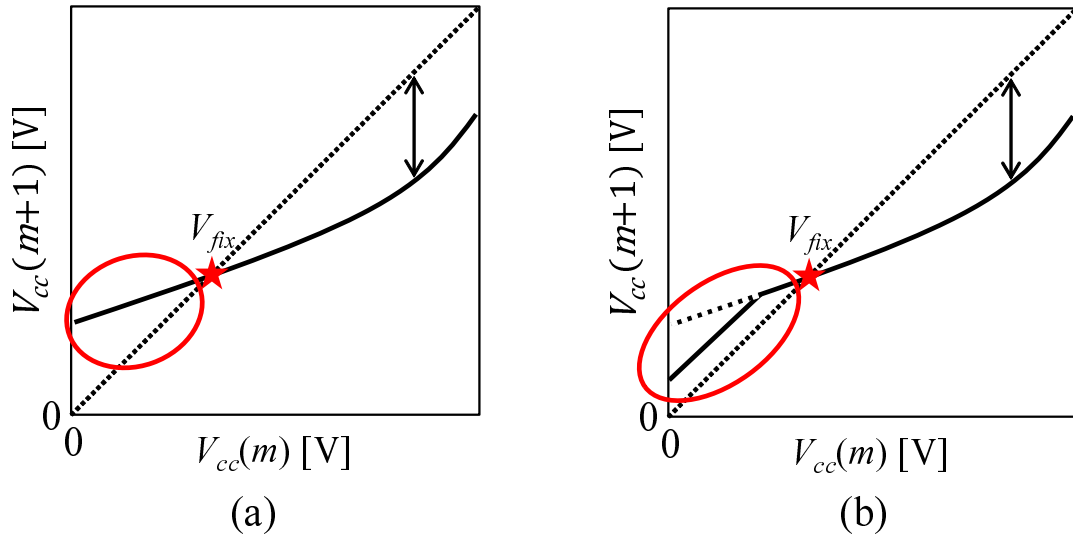 V_cc(m+1) [V]
V_fix
0
0
V_cc(m) [V]
(a)
V_cc(m+1) [V]
V_fix
0
0
V_cc(m) [V]
(b)